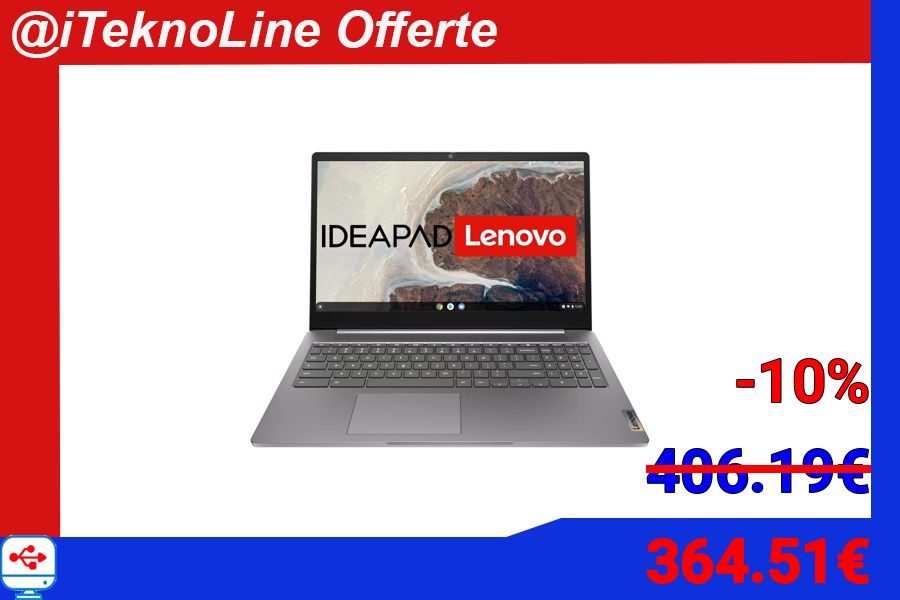 @iTeknoLine Offerte
IDEAPAD Lenovo
-10%
406.19€
364.51€